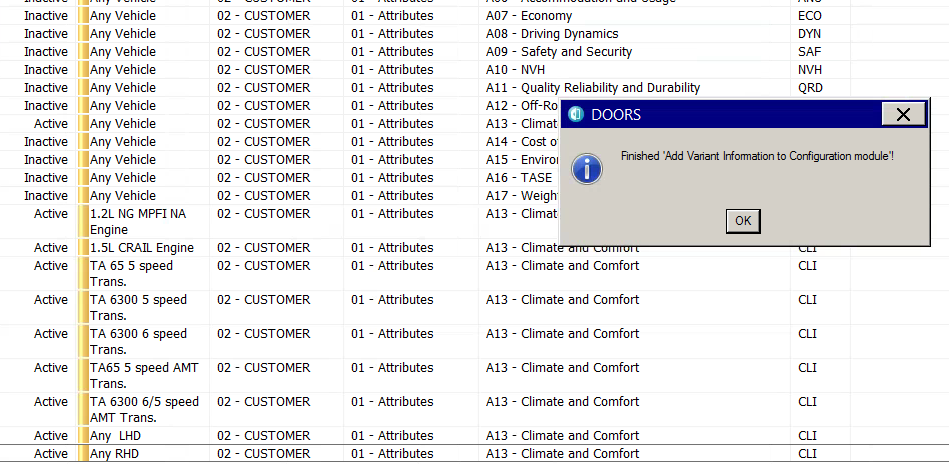 Inactive Any Vehicle 02 - CUSTOMER 01 - Attributes
Inactive Any Vehicle 02 - CUSTOMER 01 - Attributes A07 - Economy ECO
Inactive Any Vehicle 02 - CUSTOMER 01 - Attributes A08 - Driving Dynamics DYN
Inactive Any Vehicle 02 - CUSTOMER 01 - Attributes A09 - Safety and Security SAF
Inactive Any Vehicle 02 - CUSTOMER 01 - Attributes A10 - NVH NVH
Inactive Any Vehicle 02 - CUSTOMER 01 - Attributes A11 - Quality Reliability and Durability QRD
Inactive Any Vehicle 02 - CUSTOMER 01 - Attributes A12 - Off-Ro
Active Any Vehicle 02 - CUSTOMER 01 - Attributes A13 - Climat
Inactive Any Vehicle 02 - CUSTOMER 01 - Attributes A14 - Cost of
Inactive Any Vehicle 02 - CUSTOMER 01 - Attributes A15 - Enviro
Inactive Any Vehicle 02 - CUSTOMER 01 - Attributes A16 - TASE
Inactive Any Vehicle 02 - CUSTOMER 01 - Attributes A17 - Weigh
Active 1.2L NG MPFI NA 02 - CUSTOMER 01 - Attributes A13 - Climat
Engine
Active 1.5L CRAIL Engine 02 - CUSTOMER 01 - Attributes A13 - Climate and Comfort CLI
Active TA 65 5 speed 02 - CUSTOMER 01 - Attributes A13 - Climate and Comfort CLI
Trans.
Active TA 6300 5 speed 02 - CUSTOMER 01 - Attributes A13 - Climate and Comfort CLI
Trans.
Active TA 6300 6 speed 02 - CUSTOMER 01 - Attributes A13 - Climate and Comfort CLI
Trans.
Active TA65 5 speed AMT 02 - CUSTOMER 01 - Attributes A13 - Climate and Comfort CLI
Trans.
Active TA 6300 6/5 speed 02 - CUSTOMER 01 - Attributes A13 - Climate and Comfort CLI
AMT Trans.
Active Any LHD 02 - CUSTOMER 01 - Attributes A13 - Climate and Comfort CLI
Active Any RHD 02 - CUSTOMER 01 - Attributes A13 - Climate and Comfort CLI
DOORS
Finished 'Add Variant Information to Configuration module'!
OK